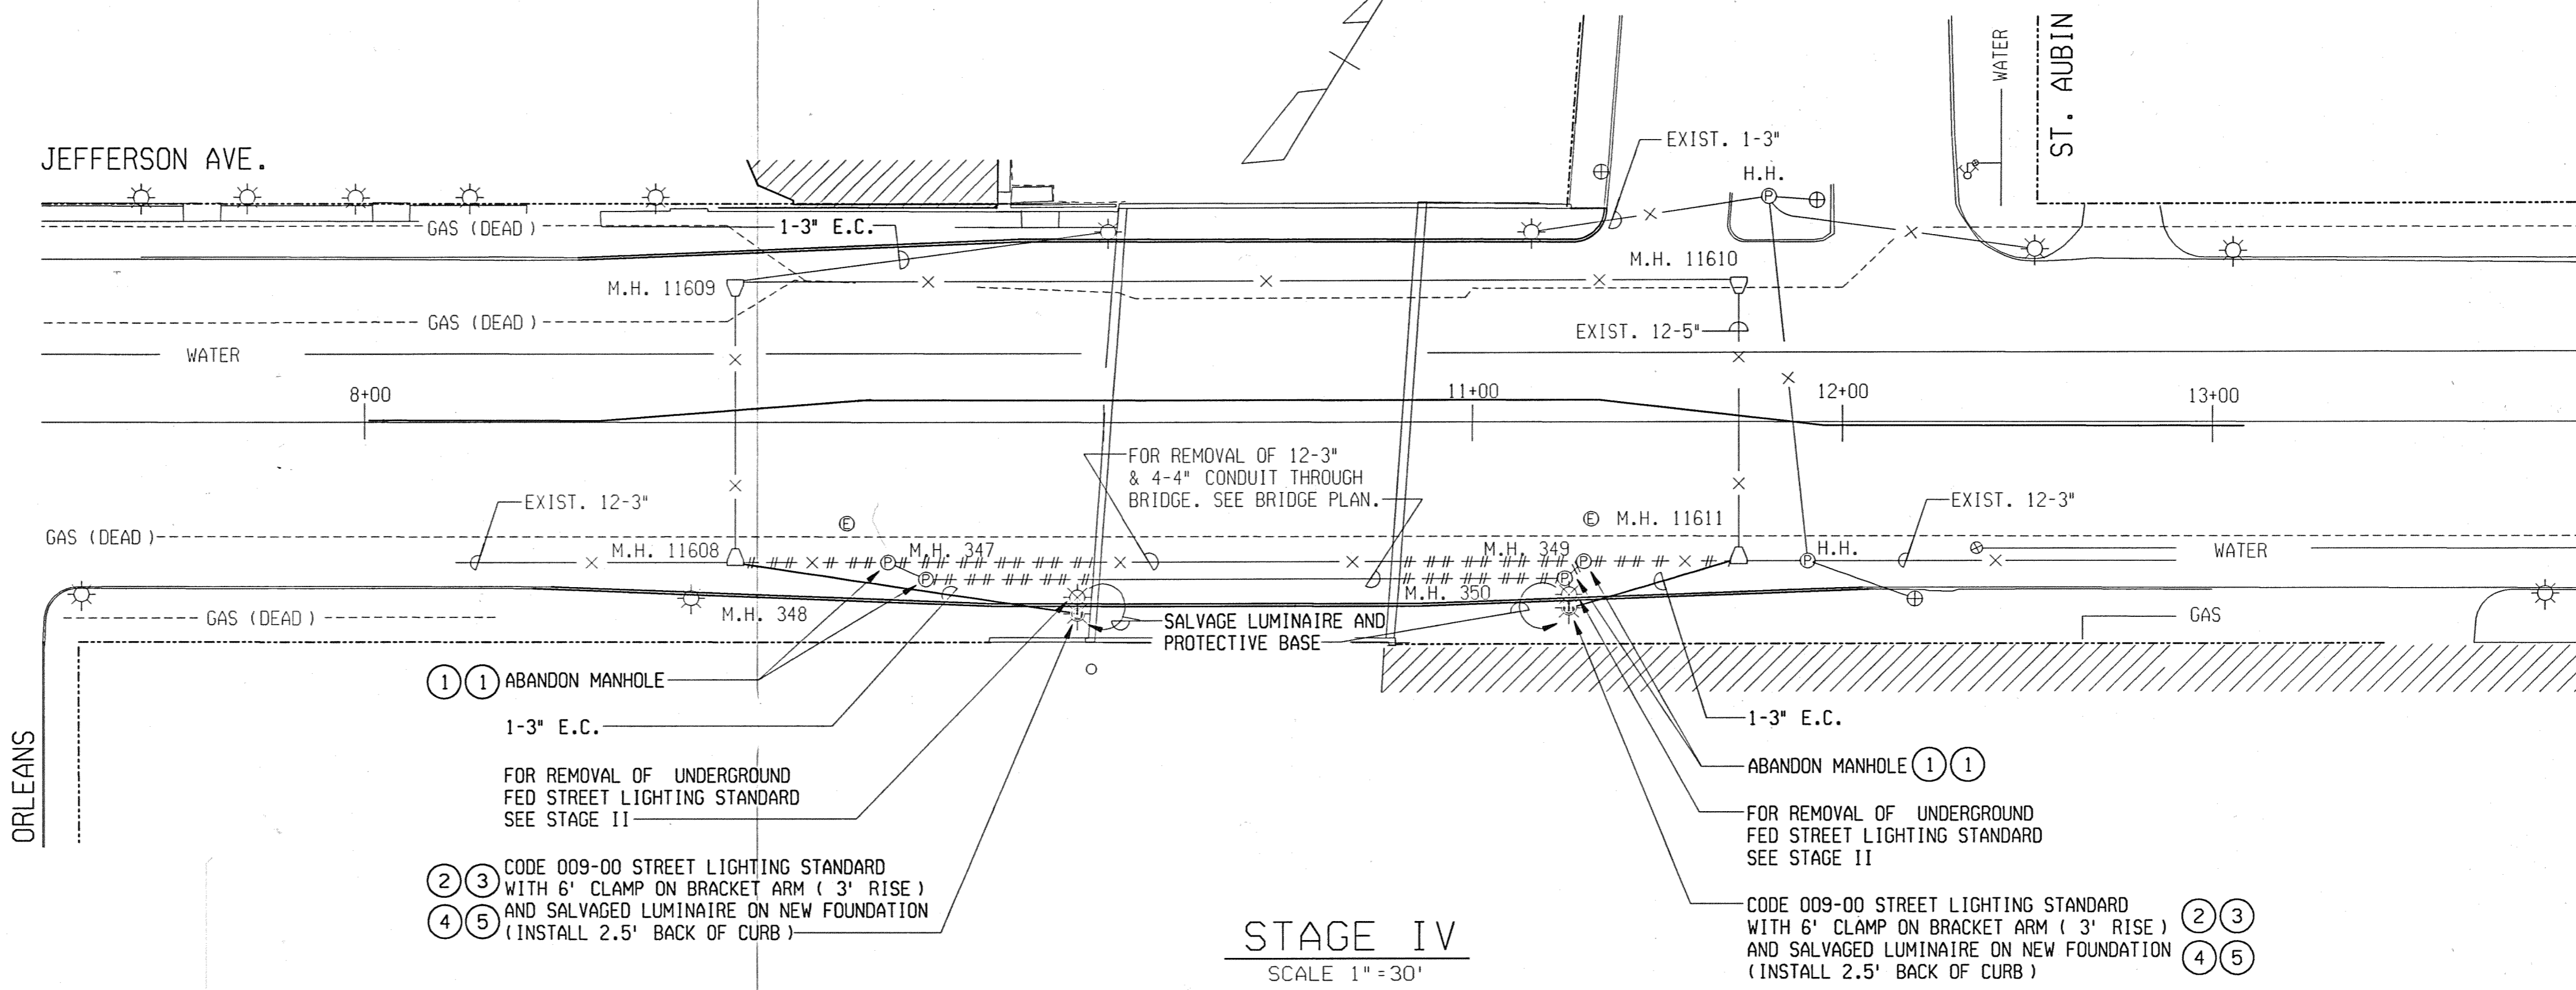 ST. AUBIN
WATER
JEFFERSON AVE.
EXIST. 1-3"
H.H.
P
GAS (DEAD)
1-3" E.C.
M.H. 11609
M.H. 11610
GAS (DEAD)
EXIST. 12-5"
WATER
8+00
11+00
12+00
13+00
FOR REMOVAL OF 12-3"
& 4-4" CONDUIT THROUGH
BRIDGE. SEE BRIDGE PLAN.
EXIST. 12-3"
EXIST. 12-3"
GAS (DEAD)
E
E M.H. 11611
M.H. 11608
P
M.H. 347
M.H. 349
P
P
H.H.
WATER
P
P
M.H. 350
GAS (DEAD)
M.H. 348
SALVAGE LUMINAIRE AND
PROTECTIVE BASE
GAS
1 1 ABANDON MANHOLE
1-3" E.C.
FOR REMOVAL OF UNDERGROUND
FED STREET LIGHTING STANDARD
SEE STAGE II
2 3 CODE 009-00 STREET LIGHTING STANDARD
WITH 6' CLAMP ON BRACKET ARM ( 3' RISE )
4 5 AND SALVAGED LUMINAIRE ON NEW FOUNDATION
(INSTALL 2.5' BACK OF CURB )
ORLEANS
1-3" E.C.
ABANDON MANHOLE 1 1
FOR REMOVAL OF UNDERGROUND
FED STREET LIGHTING STANDARD
SEE STAGE II
CODE 009-00 STREET LIGHTING STANDARD 2 3
WITH 6' CLAMP ON BRACKET ARM ( 3' RISE )
AND SALVAGED LUMINAIRE ON NEW FOUNDATION 4 5
(INSTALL 2.5' BACK OF CURB )
STAGE IV
SCALE 1"=30'